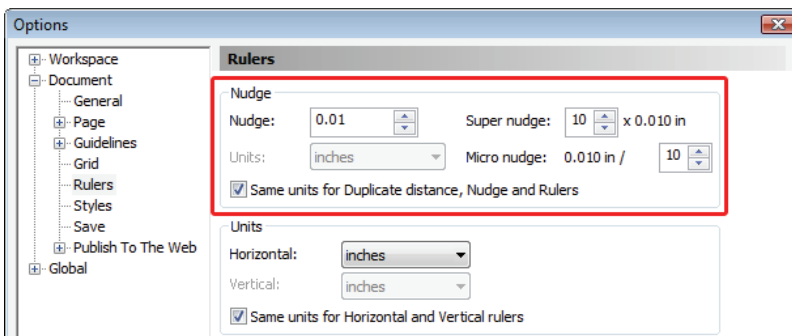 Options
Workspace
Document
General
Page
Guidelines
Grid
Rulers
Styles
Save
Publish To The Web
Global
Rulers
Nudge
Nudge: 0.01 Super nudge: 10 x 0.010 in
Units: inches Micro nudge: 0.010 in / 10
Same units for Duplicate distance, Nudge and Rulers
Units
Horizontal: inches
Vertical: inches
Same units for Horizontal and Vertical rulers